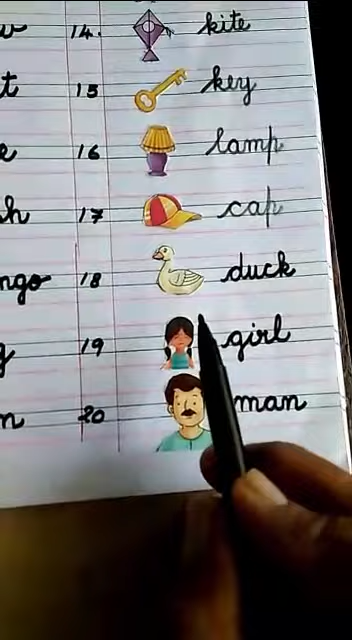 14. kite
15 key
16 lamp
17 cap
18 duck
19 girl
20 man